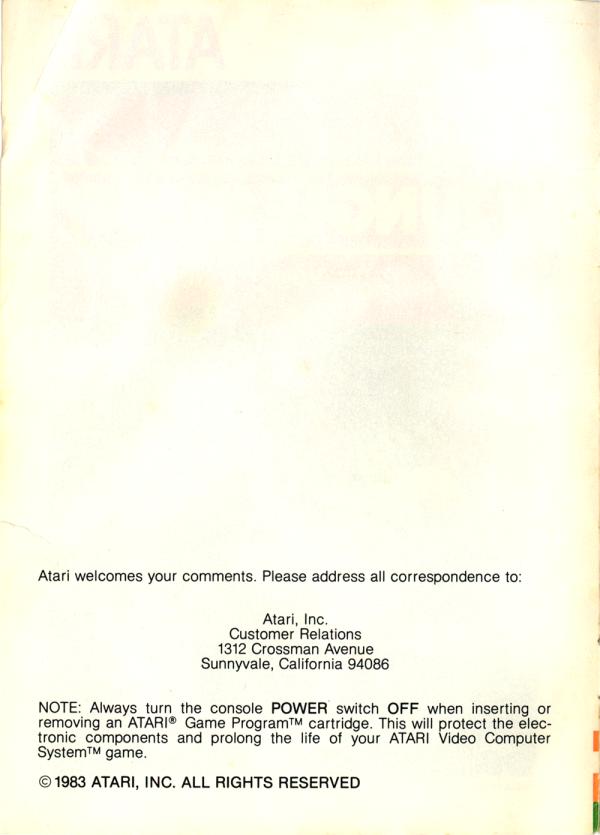 Atari welcomes your comments. Please address all correspondence to:
Atari, Inc.
Customer Relations
1312 Crossman Avenue
Sunnyvale, California 94086
NOTE: Always turn the console POWER switch OFF when inserting or
removing an ATARI® Game Program™ cartridge. This will protect the elec-
tronic components and prolong the life of your ATARI Video Computer
System™ game.
© 1983 ATARI, INC. ALL RIGHTS RESERVED